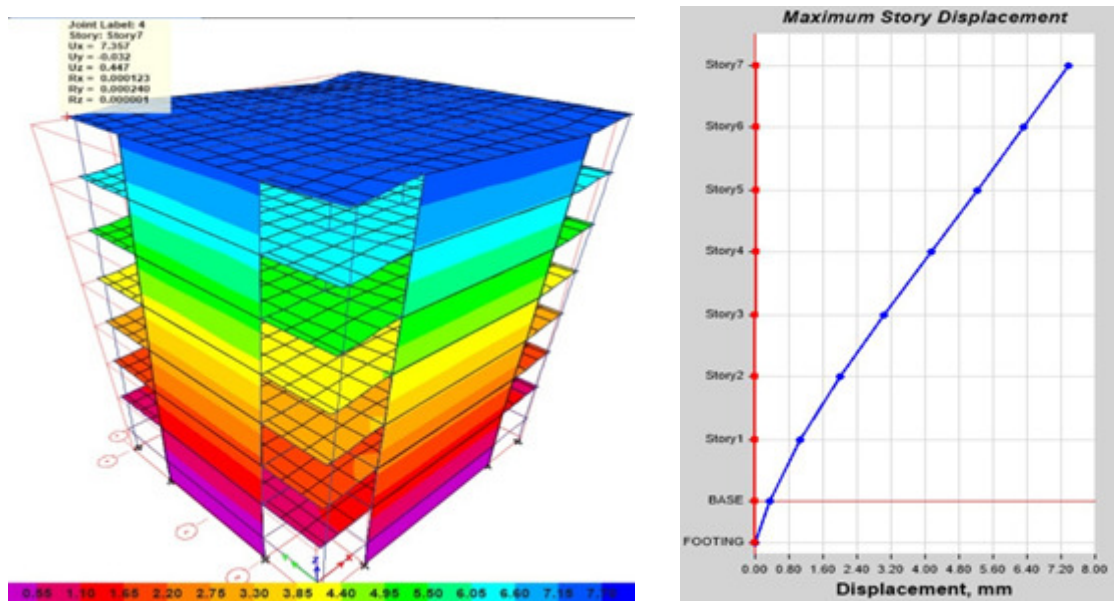 Joint Label: 4
Story: Story7
Ux = 7.357
Uy = -0.032
Uz = 0.447
Rx = 0.000123
Ry = 0.000240
Rz = 0.000001
Z
X
0.55 1.10 1.65 2.20 2.75 3.30 3.85 4.40 4.95 5.50 6.05 6.60 7.15
Maximum Story Displacement
Story7
Story6
Story5
Story4
Story3
Story2
Story1
BASE
FOOTING
0.00 0.80 1.60 2.40 3.20 4.00 4.80 5.60 6.40 7.20 8.00
Displacement, mm